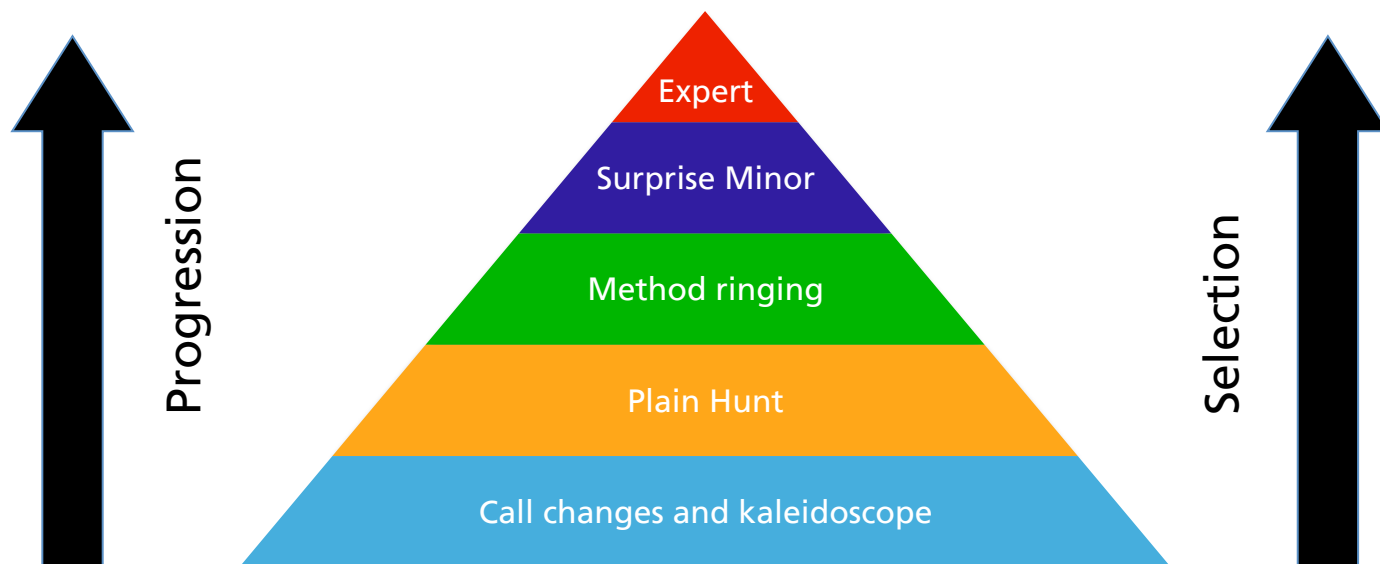 Expert
Surprise Minor
Progression
Method ringing
Selection
Plain Hunt
Call changes and kaleidoscope